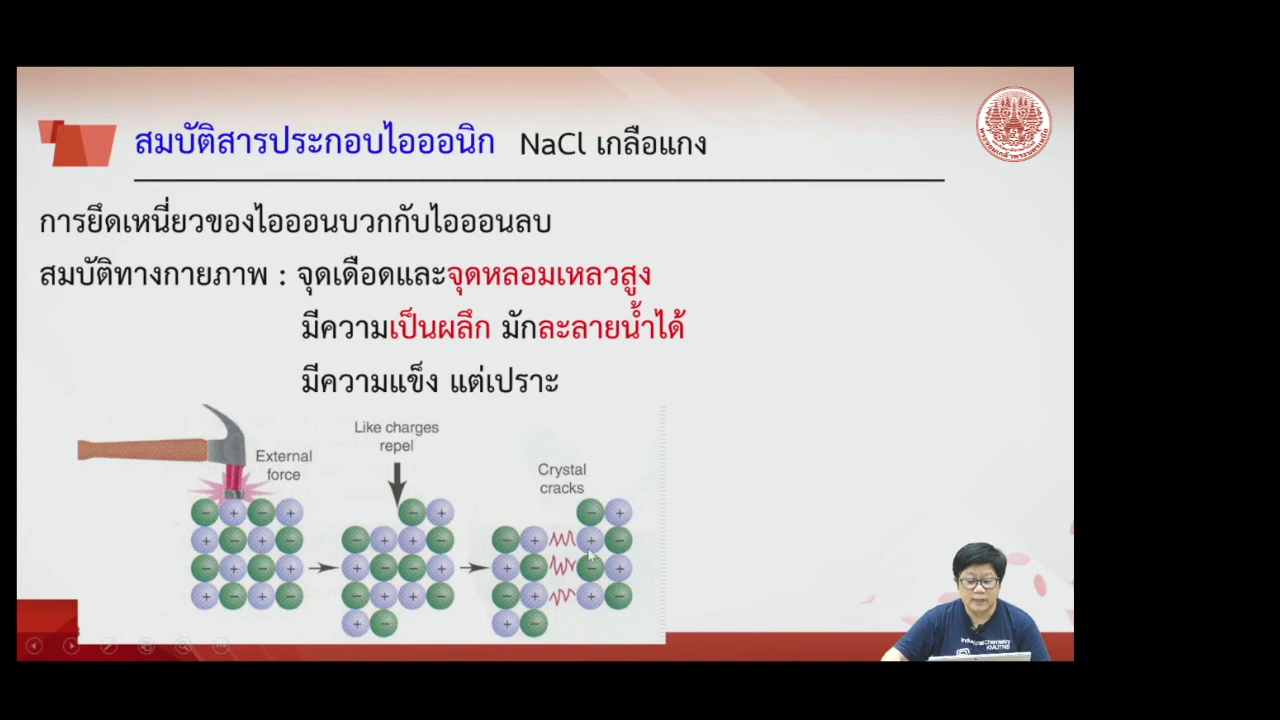 สมบัติสารประกอบไอออนิก NaCl เกลือแกง
การยึดเหนี่ยวของไอออนบวกกับไอออนลบ
สมบัติทางกายภาพ : จุดเดือดและจุดหลอมเหลวสูง
มีความเป็นผลึก มักละลายน้ำได้
มีความแข็ง แต่เปราะ
External
force
Like charges
repel
Crystal
cracks
Industrial Chemistry
KMUTNB